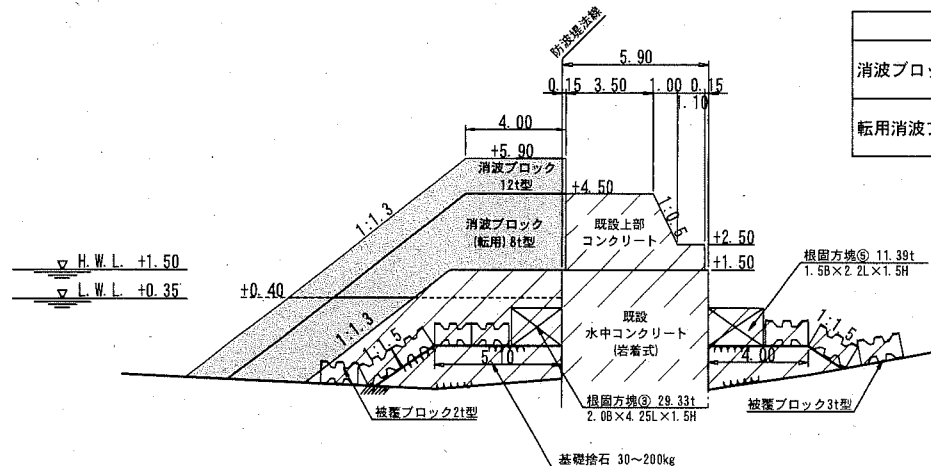 防波堤法線
5.90
0.15 3.50 1.00 0.15
1.10
4.00
+5.90
消波ブロック
12t型
+4.50
1:1.3
消波ブロック
(転用)8t型
既設上部
コンクリート
1:0.5
+2.50
+1.50
H.W.L. +1.50
L.W.L. +0.35
+0.40
根固方塊⑤ 11.39t
1.5B×2.2L×1.5H
1:1.3
1:1.5
既設
水中コンクリート
(岩着式)
1:1.5
5.10
4.00
被覆ブロック2t型
根固方塊③ 29.33t
2.0B×4.25L×1.5H
被覆ブロック3t型
基礎捨石 30~200kg
消波ブロッ
転用消波ブ